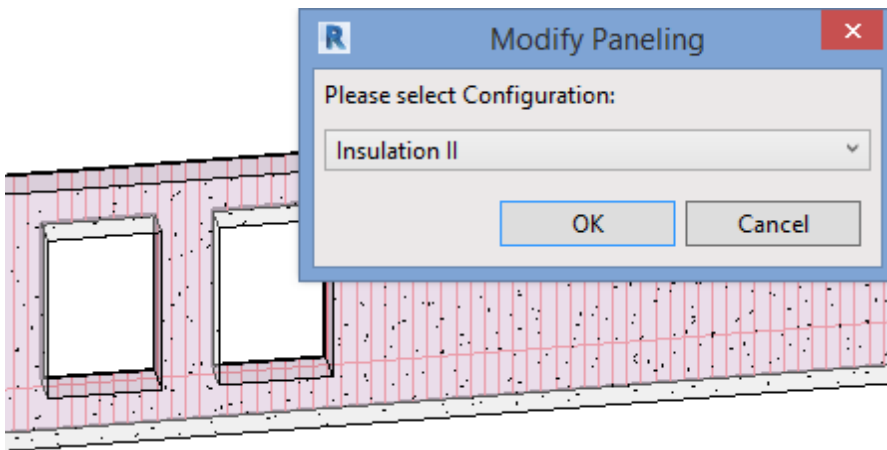 R
Modify Paneling
Please select Configuration:
Insulation II
OK
Cancel